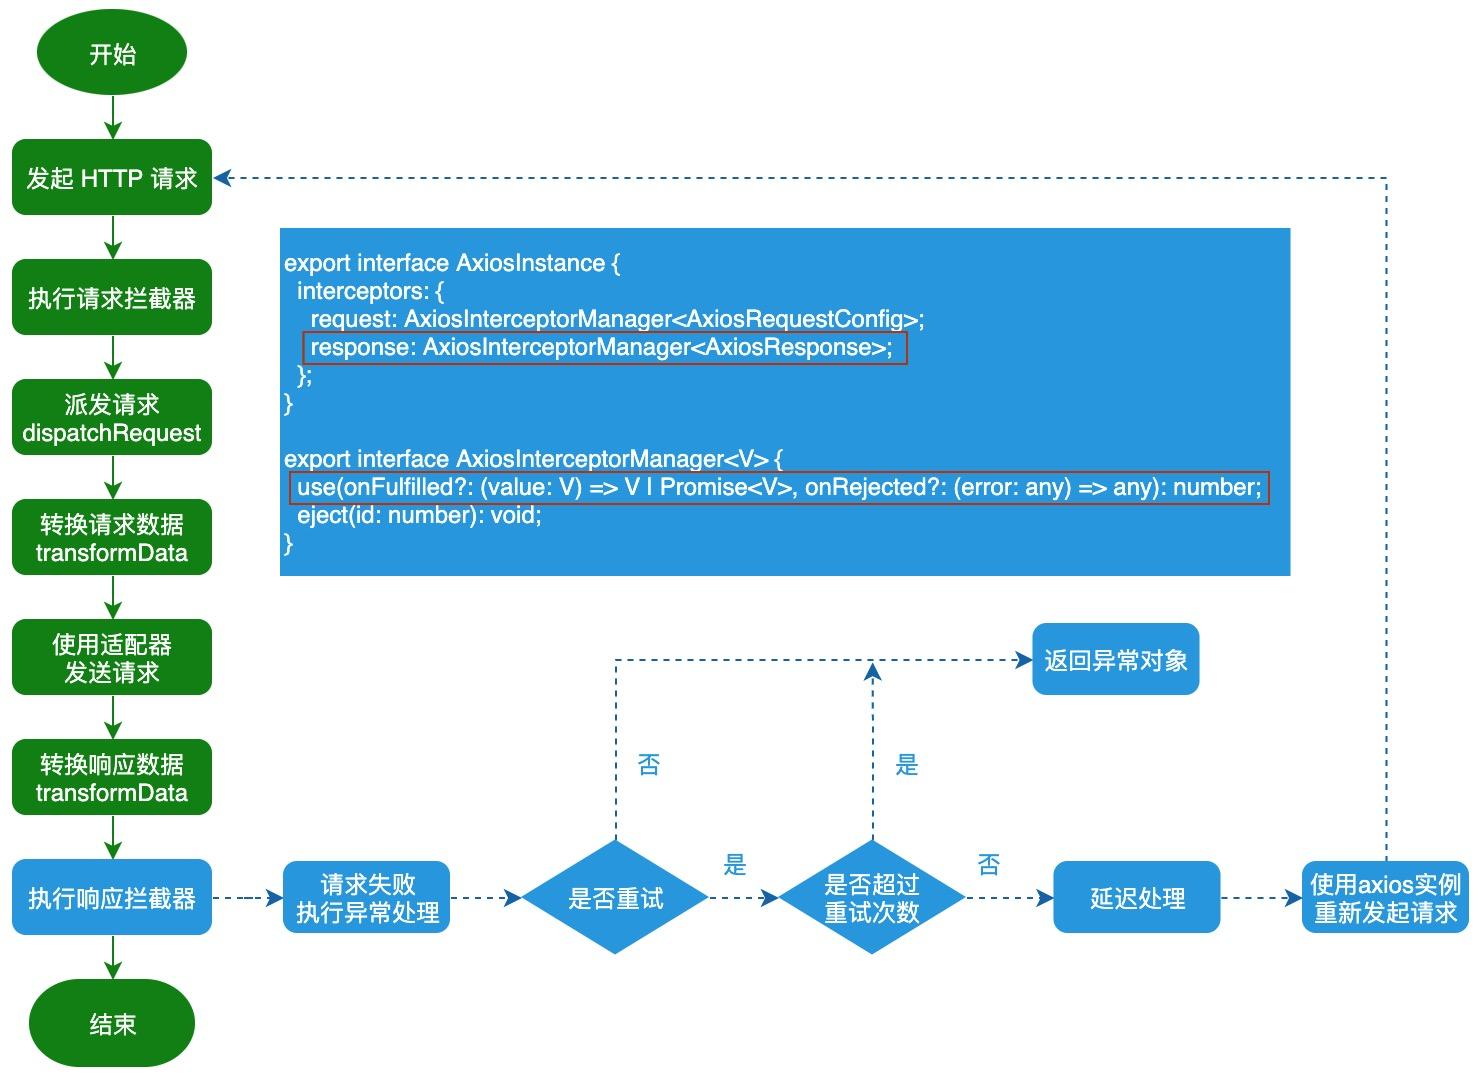 开始
发起 HTTP 请求
执行请求拦截器
派发请求
dispatchRequest
转换请求数据
transformData
使用适配器
发送请求
转换响应数据
transformData
执行响应拦截器
结束
export interface AxiosInstance {
interceptors: {
request: AxiosInterceptorManager<AxiosRequestConfig>;
response: AxiosInterceptorManager<AxiosResponse>;
};
}
export interface AxiosInterceptorManager<V> {
use(onFulfilled?: (value: V) => V | Promise<V>, onRejected?: (error: any) => any): number;
eject(id: number): void;
}
请求失败
执行异常处理
是否重试
否
是
是否超过
重试次数
是
否
返回异常对象
延迟处理
使用axios实例
重新发起请求